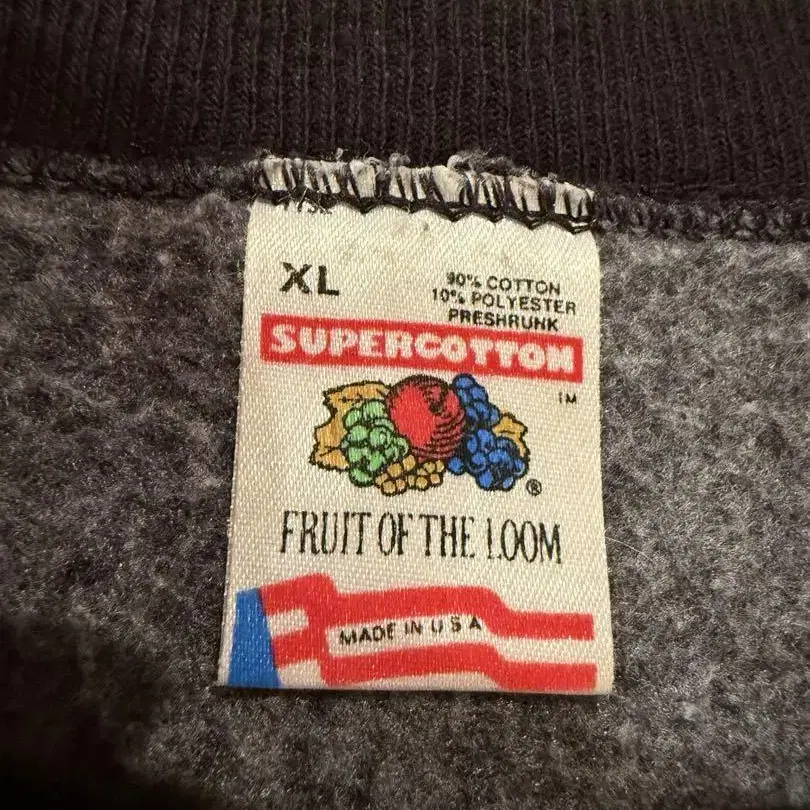 XL
90% COTTON
10% POLYESTER
PRESHRUNK
SUPERCOTTON
TM
®
FRUIT OF THE LOOM
MADE IN U S A